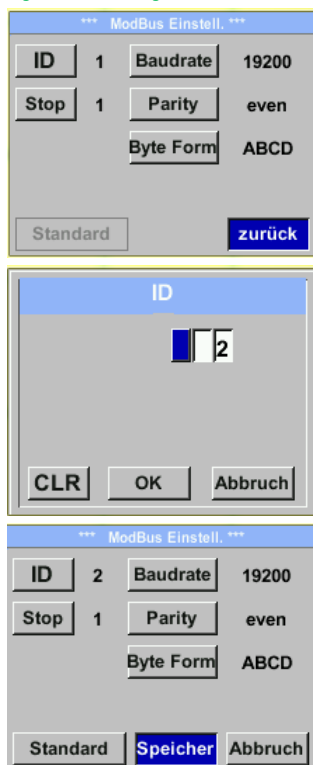 *** ModBus Einstell. ***
ID 1 Baudrate 19200
Stop 1 Parity even
Byte Form ABCD
Standard zurück
ID
2
CLR OK Abbruch
*** ModBus Einstell. ***
ID 2 Baudrate 19200
Stop 1 Parity even
Byte Form ABCD
Standard Speicher Abbruch